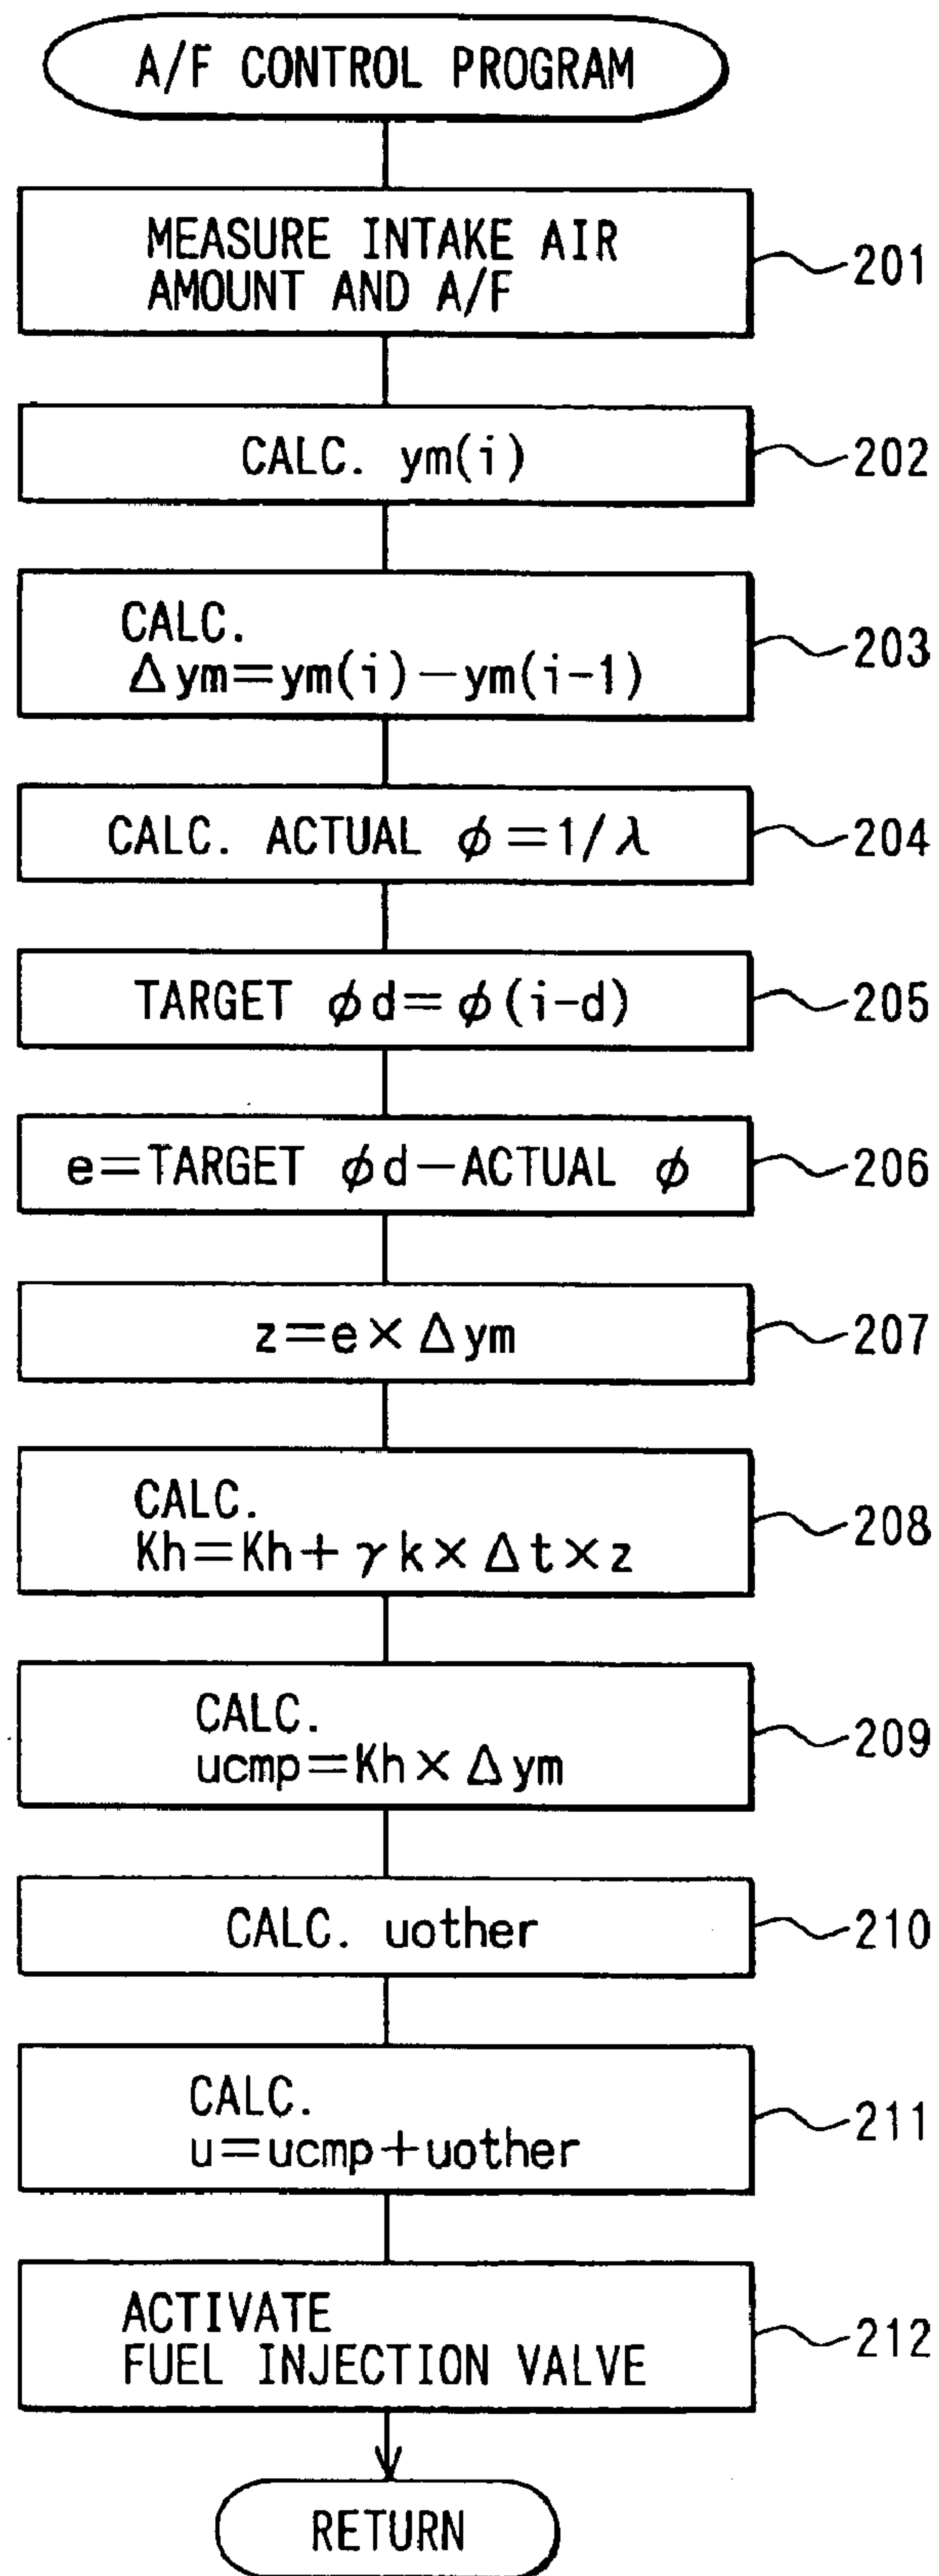 A/F CONTROL PROGRAM
MEASURE INTAKE AIR
AMOUNT AND A/F
201
CALC. ym(i)
202
CALC.
Δym=ym(i)-ym(i-1)
203
CALC. ACTUAL ϕ=1/λ
204
TARGET ϕd=ϕ(i-d)
205
e=TARGET ϕd-ACTUAL ϕ
206
z=e×Δym
207
CALC.
Kh=Kh+γk×Δt×z
208
CALC.
ucmp=Kh×Δym
209
CALC. uother
210
CALC.
u=ucmp+uother
211
ACTIVATE
FUEL INJECTION VALVE
212
RETURN